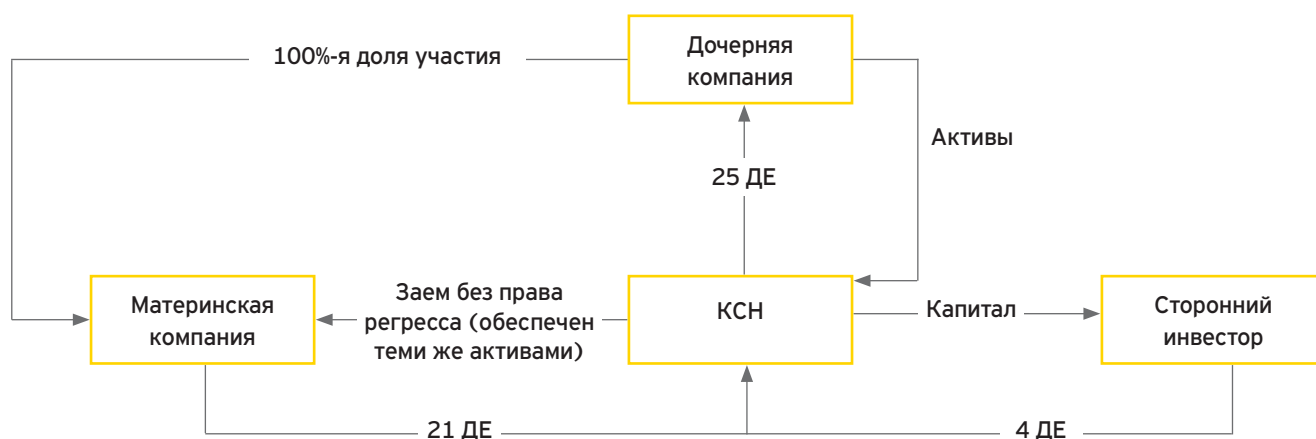 100%-я доля участия
Дочерняя
компания
Активы
25 ДЕ
Материнская
компания
Заем без права
регресса (обеспечен
теми же активами)
КСН
Капитал
Сторонний
инвестор
21 ДЕ
4 ДЕ